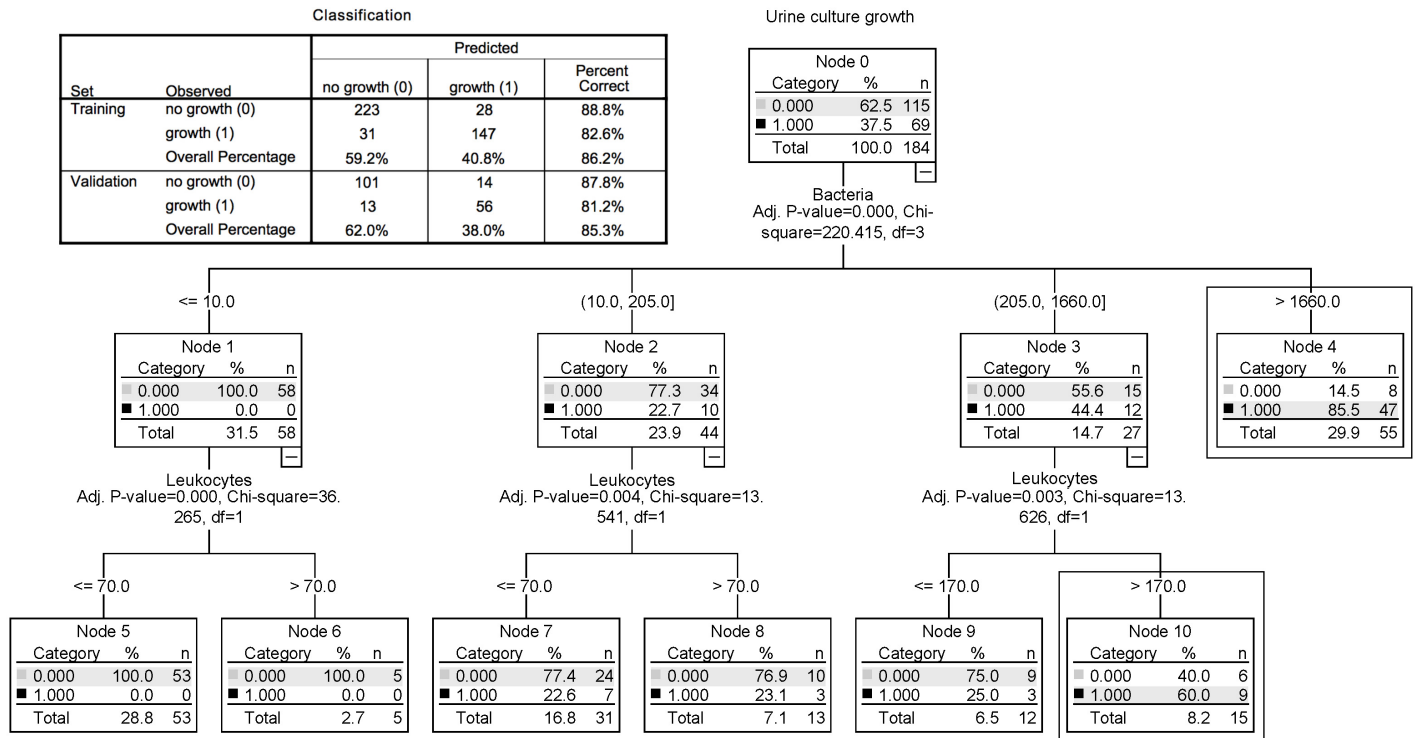 Classification
Predicted
Set Observed no growth (0) growth (1) Percent Correct
Training no growth (0) 223 28 88.8%
growth (1) 31 147 82.6%
Overall Percentage 59.2% 40.8% 86.2%
Validation no growth (0) 101 14 87.8%
growth (1) 13 56 81.2%
Overall Percentage 62.0% 38.0% 85.3%
Urine culture growth
Node 0
Category % n
0.000 62.5 115
1.000 37.5 69
Total 100.0 184
Bacteria
Adj. P-value=0.000, Chi-
square=220.415, df=3
<= 10.0
Node 1
Category % n
0.000 100.0 58
1.000 0.0 0
Total 31.5 58
Leukocytes
Adj. P-value=0.000, Chi-square=36.
265, df=1
(10.0, 205.0]
Node 2
Category % n
0.000 77.3 34
1.000 22.7 10
Total 23.9 44
Leukocytes
Adj. P-value=0.004, Chi-square=13.
541, df=1
(205.0, 1660.0]
Node 3
Category % n
0.000 55.6 15
1.000 44.4 12
Total 14.7 27
Leukocytes
Adj. P-value=0.003, Chi-square=13.
626, df=1
> 1660.0
Node 4
Category % n
0.000 14.5 8
1.000 85.5 47
Total 29.9 55
<= 70.0
Node 5
Category % n
0.000 100.0 53
1.000 0.0 0
Total 28.8 53
> 70.0
Node 6
Category % n
0.000 100.0 5
1.000 0.0 0
Total 2.7 5
<= 70.0
Node 7
Category % n
0.000 77.4 24
1.000 22.6 7
Total 16.8 31
> 70.0
Node 8
Category % n
0.000 76.9 10
1.000 23.1 3
Total 7.1 13
<= 170.0
Node 9
Category % n
0.000 75.0 9
1.000 25.0 3
Total 6.5 12
> 170.0
Node 10
Category % n
0.000 40.0 6
1.000 60.0 9
Total 8.2 15